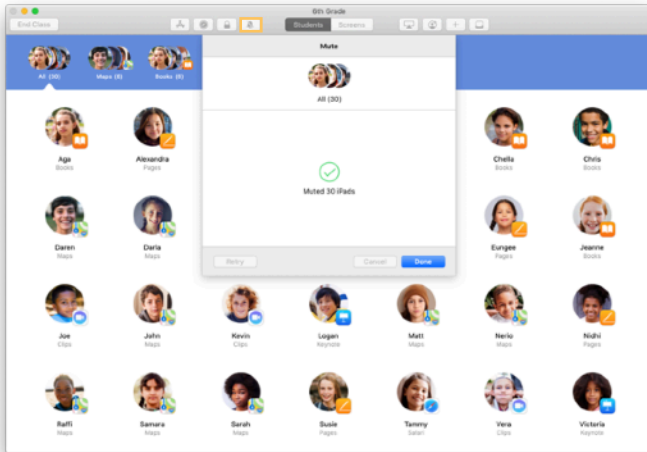 6th Grade
End Class
Students
Screens
All (30)
Maps (5)
Books (5)
Mute
All (30)
Muted 30 iPads
Retry
Cancel
Done
Aga
Books
Alexandra
Pages
Chella
Books
Chris
Books
Daren
Maps
Daria
Maps
Eungee
Pages
Jeanne
Books
Joe
Clips
John
Maps
Kevin
Clips
Logan
Keynote
Matt
Maps
Nerio
Maps
Nidhi
Pages
Raffi
Maps
Samara
Maps
Sarah
Maps
Susie
Pages
Tammy
Safari
Vera
Clips
Victoria
Keynote